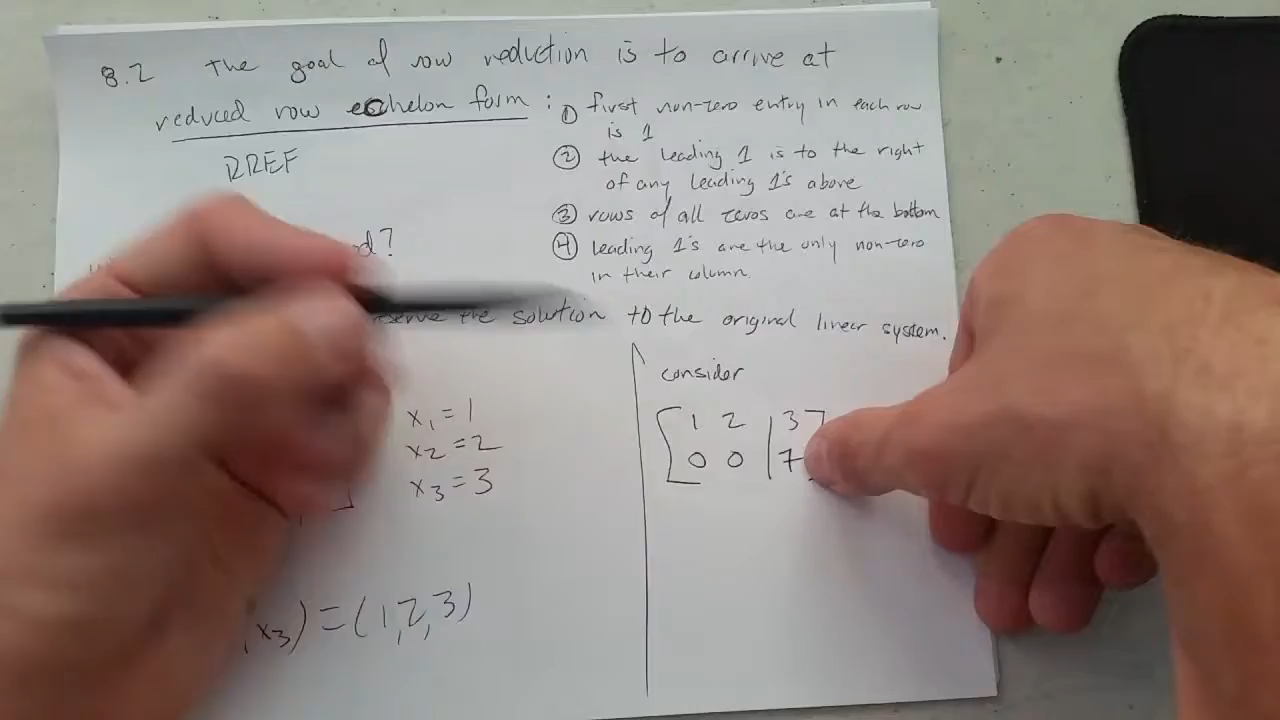 8.2 The goal of row reduction is to arrive at
reduced row echelon form :
RREF
① first non-zero entry in each row
is 1
② the leading 1 is to the right
of any leading 1's above
③ rows of all zeros are at the bottom
④ leading 1's are the only non-zero
in their column.
the solution to the original linear system.
x₁ = 1
x₂ = 2
x₃ = 3
, x₃) = (1, 2, 3)
consider
[ 1 2 | 3 ]
0 0 | 7